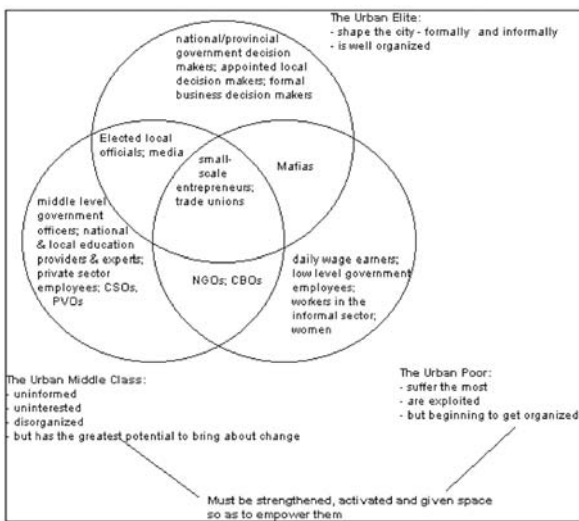 The Urban Elite:
- shape the city - formally and informally
- is well organized
national/provincial
government decision
makers; appointed local
decision makers; formal
business decision makers
Elected local
officials; media
small-
scale
entrepreneurs;
trade unions
Mafias
middle level
government
officers; national
& local education
providers & experts;
private sector
employees; CSOs,
PVOs
NGOs; CBOs
daily wage earners;
low level government
employees;
workers in the
informal sector;
women
The Urban Middle Class:
- uninformed
- uninterested
- disorganized
- but has the greatest potential to bring about change
The Urban Poor:
- suffer the most
- are exploited
- but beginning to get organized
Must be strengthened, activated and given space
so as to empower them